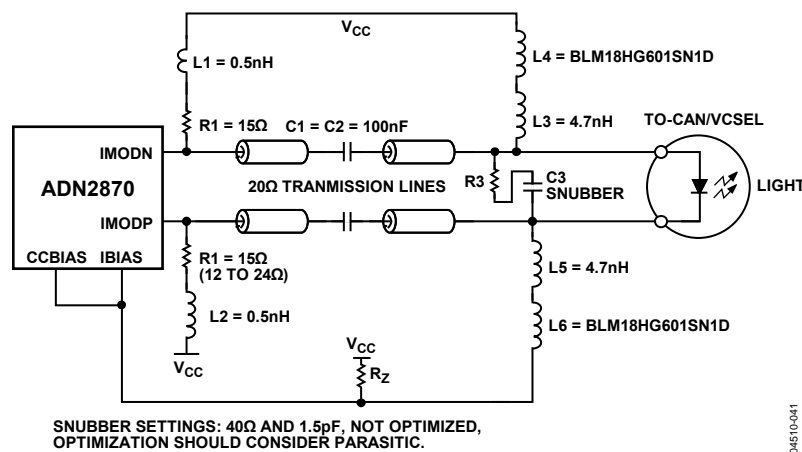 VCC
L1 = 0.5nH
L4 = BLM18HG601SN1D
R1 = 15Ω
C1 = C2 = 100nF
L3 = 4.7nH
TO-CAN/VCSEL
IMODN
ADN2870
20Ω TRANMISSION LINES
R3
C3
SNUBBER
LIGHT
IMODP
CCBIAS
IBIAS
R1 = 15Ω
(12 TO 24Ω)
L5 = 4.7nH
L2 = 0.5nH
L6 = BLM18HG601SN1D
VCC
VCC
RZ
SNUBBER SETTINGS: 40Ω AND 1.5pF, NOT OPTIMIZED,
OPTIMIZATION SHOULD CONSIDER PARASITIC.
04510-041